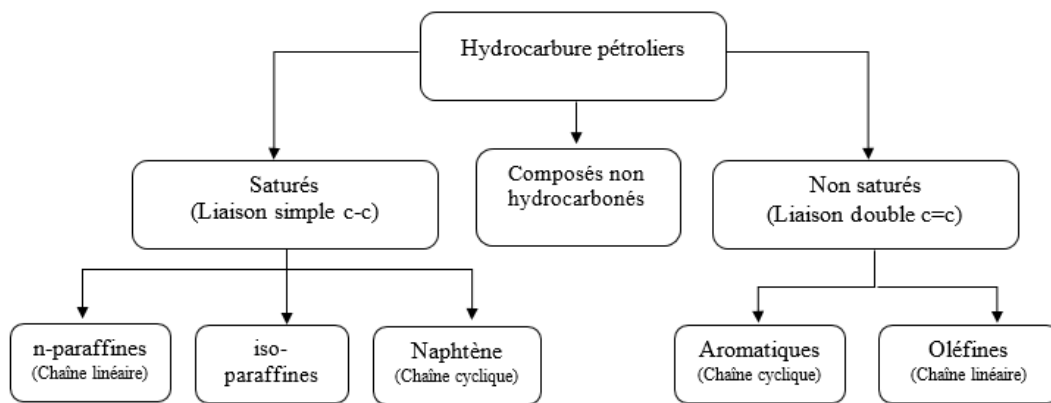 Hydrocarbure pétroliers
Saturés
(Liaison simple c-c)
Composés non
hydrocarbonés
Non saturés
(Liaison double c=c)
n-paraffines
(Chaîne linéaire)
iso-
paraffines
Naphtène
(Chaîne cyclique)
Aromatiques
(Chaîne cyclique)
Oléfines
(Chaîne linéaire)